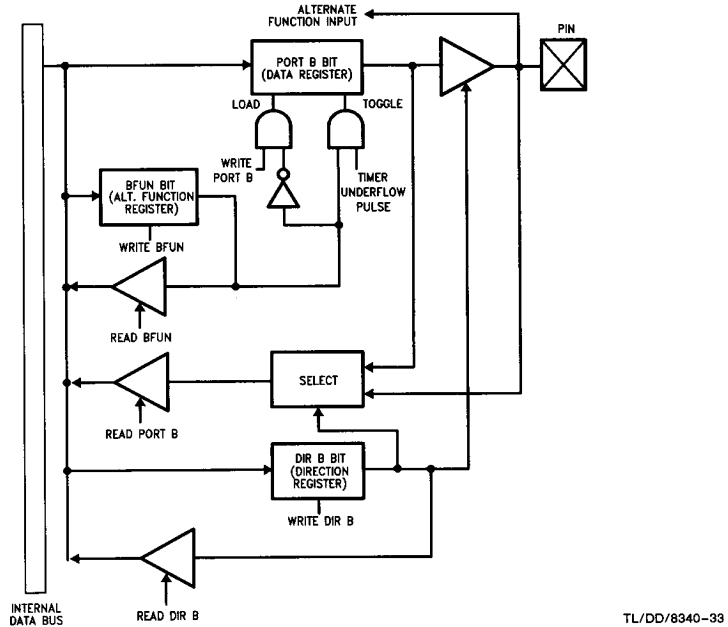 ALTERNATE
FUNCTION INPUT
PIN
PORT B BIT
(DATA REGISTER)
LOAD
TOGGLE
WRITE
PORT B
TIMER
UNDERFLOW
PULSE
BFUN BIT
(ALT. FUNCTION
REGISTER)
WRITE BFUN
READ BFUN
SELECT
READ PORT B
DIR B BIT
(DIRECTION
REGISTER)
WRITE DIR B
READ DIR B
INTERNAL
DATA BUS
TL/DD/8340-33